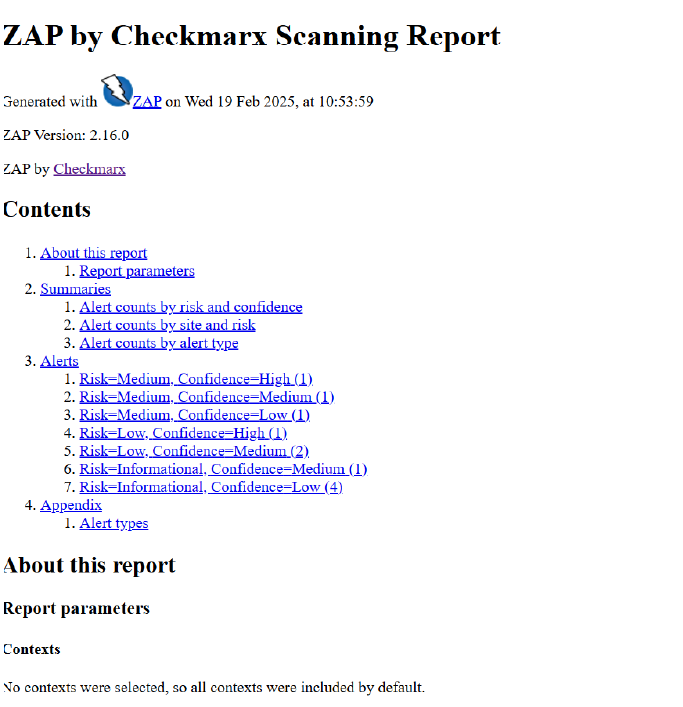 ZAP by Checkmarx Scanning Report
Generated with ZAP on Wed 19 Feb 2025, at 10:53:59
ZAP Version: 2.16.0
ZAP by Checkmarx
Contents
1. About this report
1. Report parameters
2. Summaries
1. Alert counts by risk and confidence
2. Alert counts by site and risk
3. Alert counts by alert type
3. Alerts
1. Risk=Medium, Confidence=High (1)
2. Risk=Medium, Confidence=Medium (1)
3. Risk=Medium, Confidence=Low (1)
4. Risk=Low, Confidence=High (1)
5. Risk=Low, Confidence=Medium (2)
6. Risk=Informational, Confidence=Medium (1)
7. Risk=Informational, Confidence=Low (4)
4. Appendix
1. Alert types
About this report
Report parameters
Contexts
No contexts were selected, so all contexts were included by default.